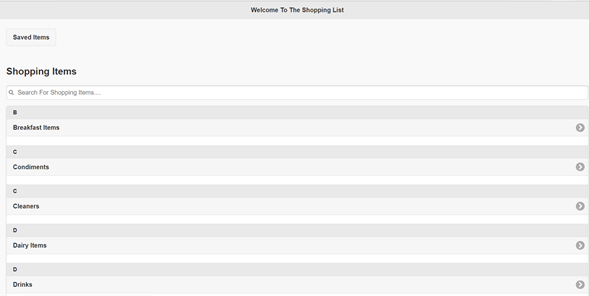 Welcome To The Shopping List
Saved Items
Shopping Items
Search For Shopping Items....
B
Breakfast Items
C
Condiments
C
Cleaners
D
Dairy Items
D
Drinks